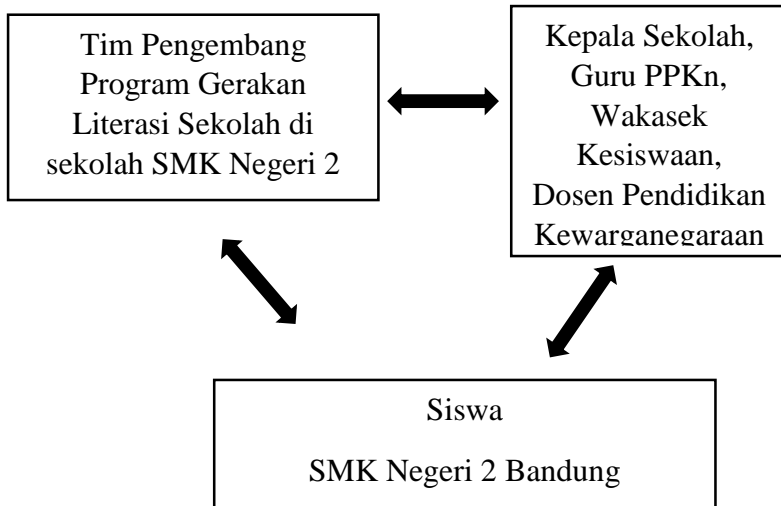 Tim Pengembang
Program Gerakan
Literasi Sekolah di
sekolah SMK Negeri 2
Kepala Sekolah,
Guru PPKn,
Wakasek
Kesiswaan,
Dosen Pendidikan
Kewarganegaraan
Siswa
SMK Negeri 2 Bandung